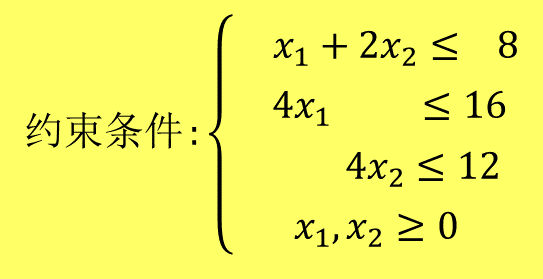 x₁ + 2x₂ ≤ 8
4x₁ ≤ 16
约束条件:
4x₂ ≤ 12
x₁, x₂ ≥ 0